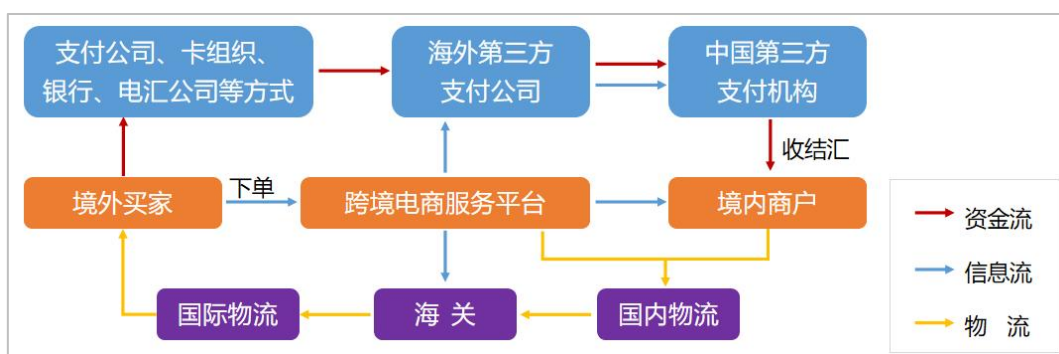 支付公司、卡组织、
银行、电汇公司等方式
海外第三方
支付公司
中国第三方
支付机构
收结汇
境外买家
下单
跨境电商服务平台
境内商户
国际物流
海 关
国内物流
资金流
信息流
物 流